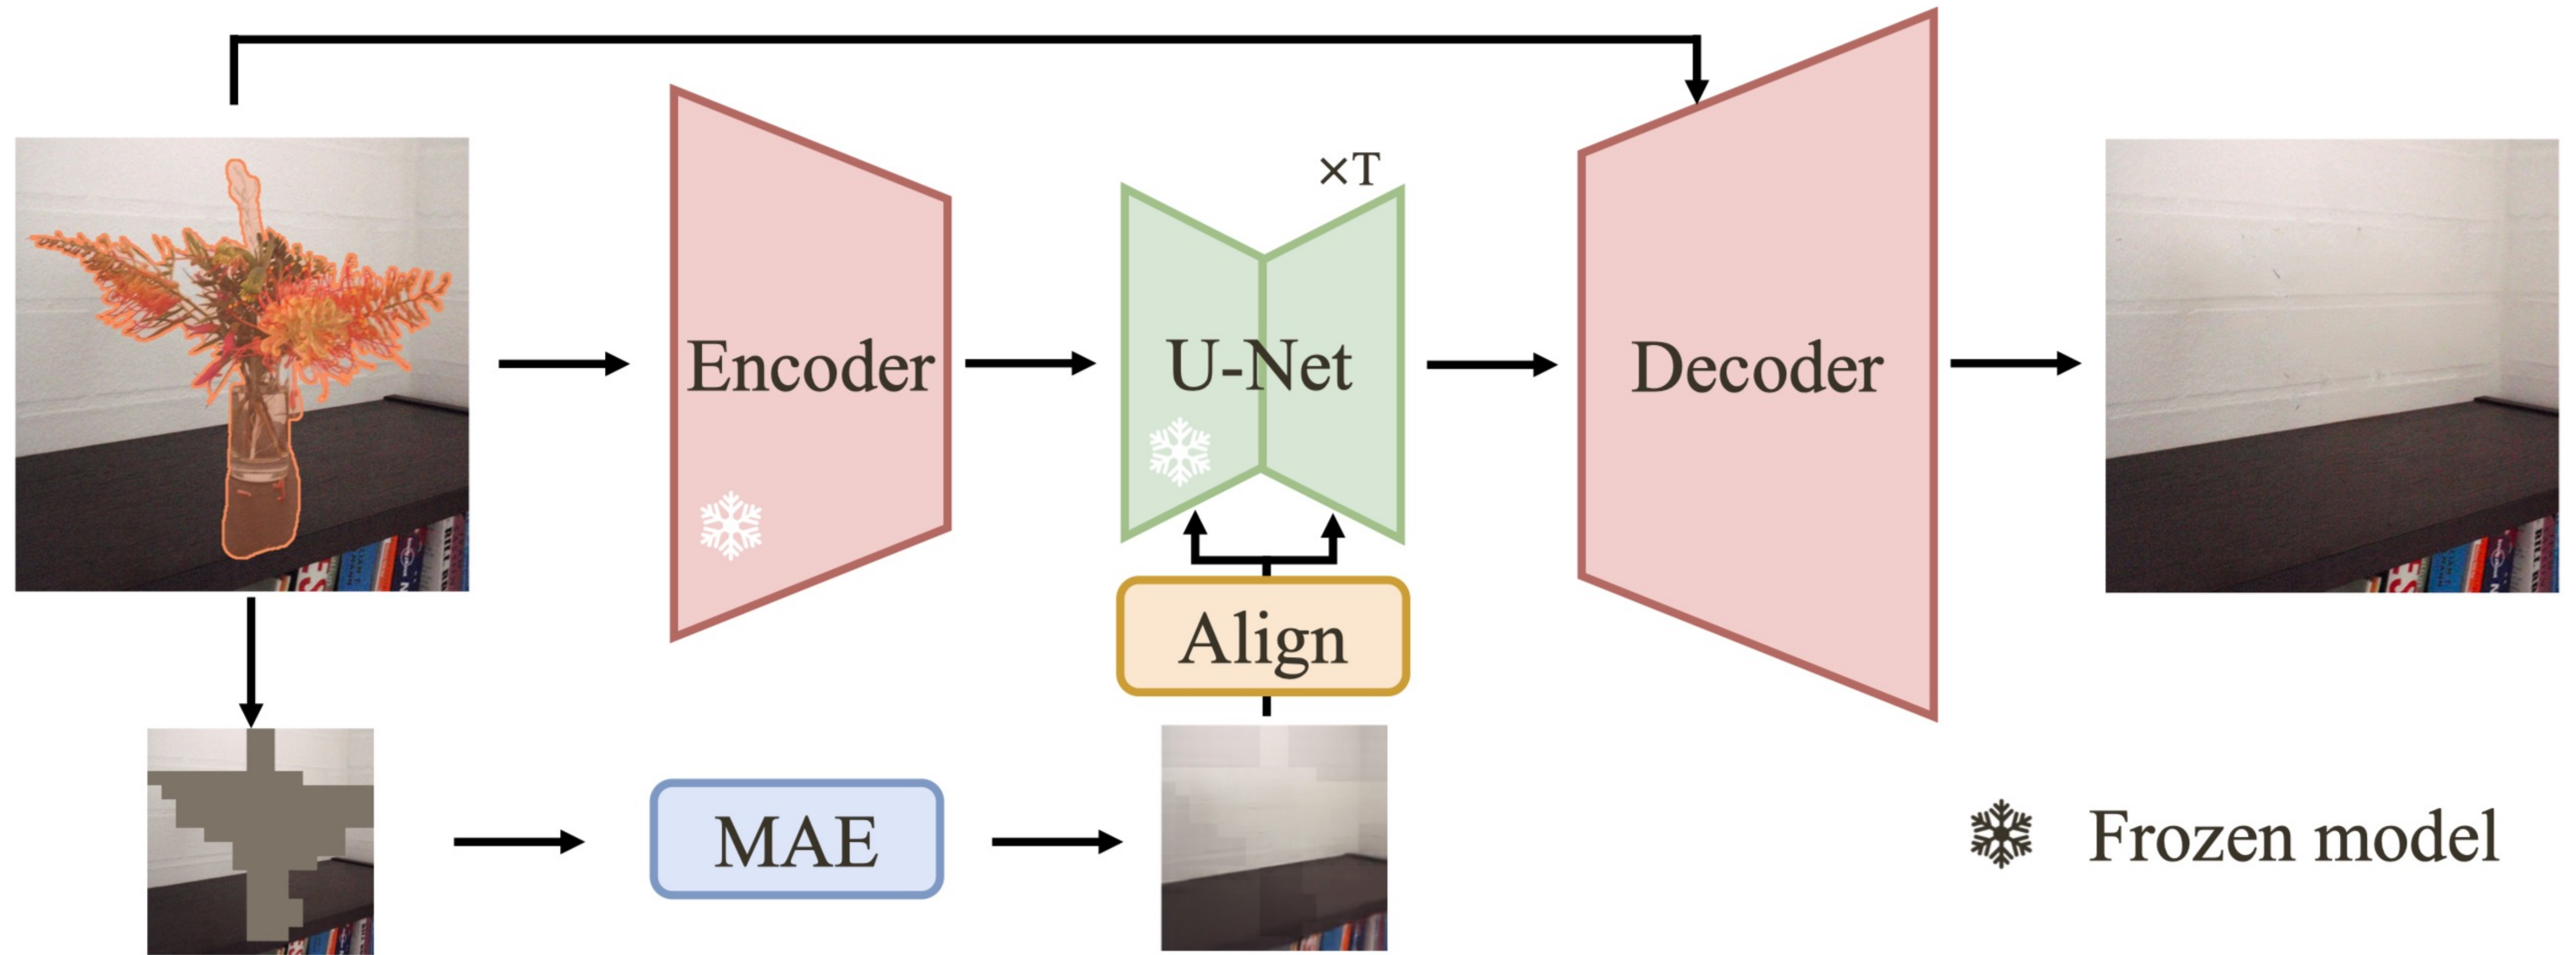 ×T
Encoder
U-Net
Decoder
Align
MAE
Frozen model